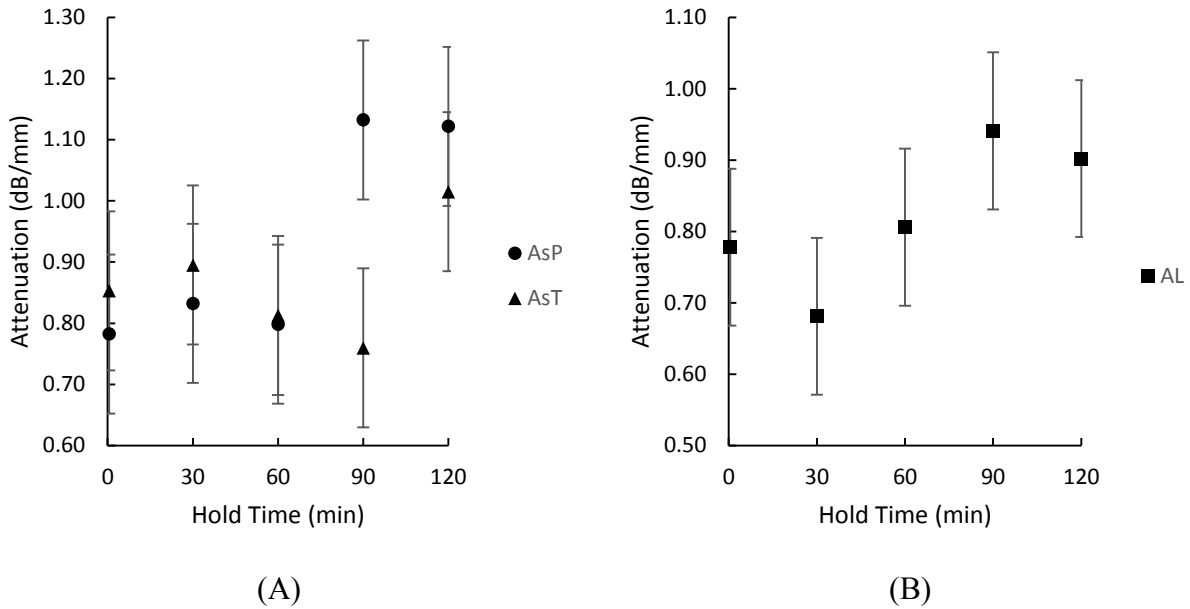 1.30
1.20
1.10
1.00
0.90
0.80
0.70
0.60
Attenuation (dB/mm)
0 30 60 90 120
Hold Time (min)
AsP
AsT
(A)
1.10
1.00
0.90
0.80
0.70
0.60
0.50
Attenuation (dB/mm)
0 30 60 90 120
Hold Time (min)
AL
(B)